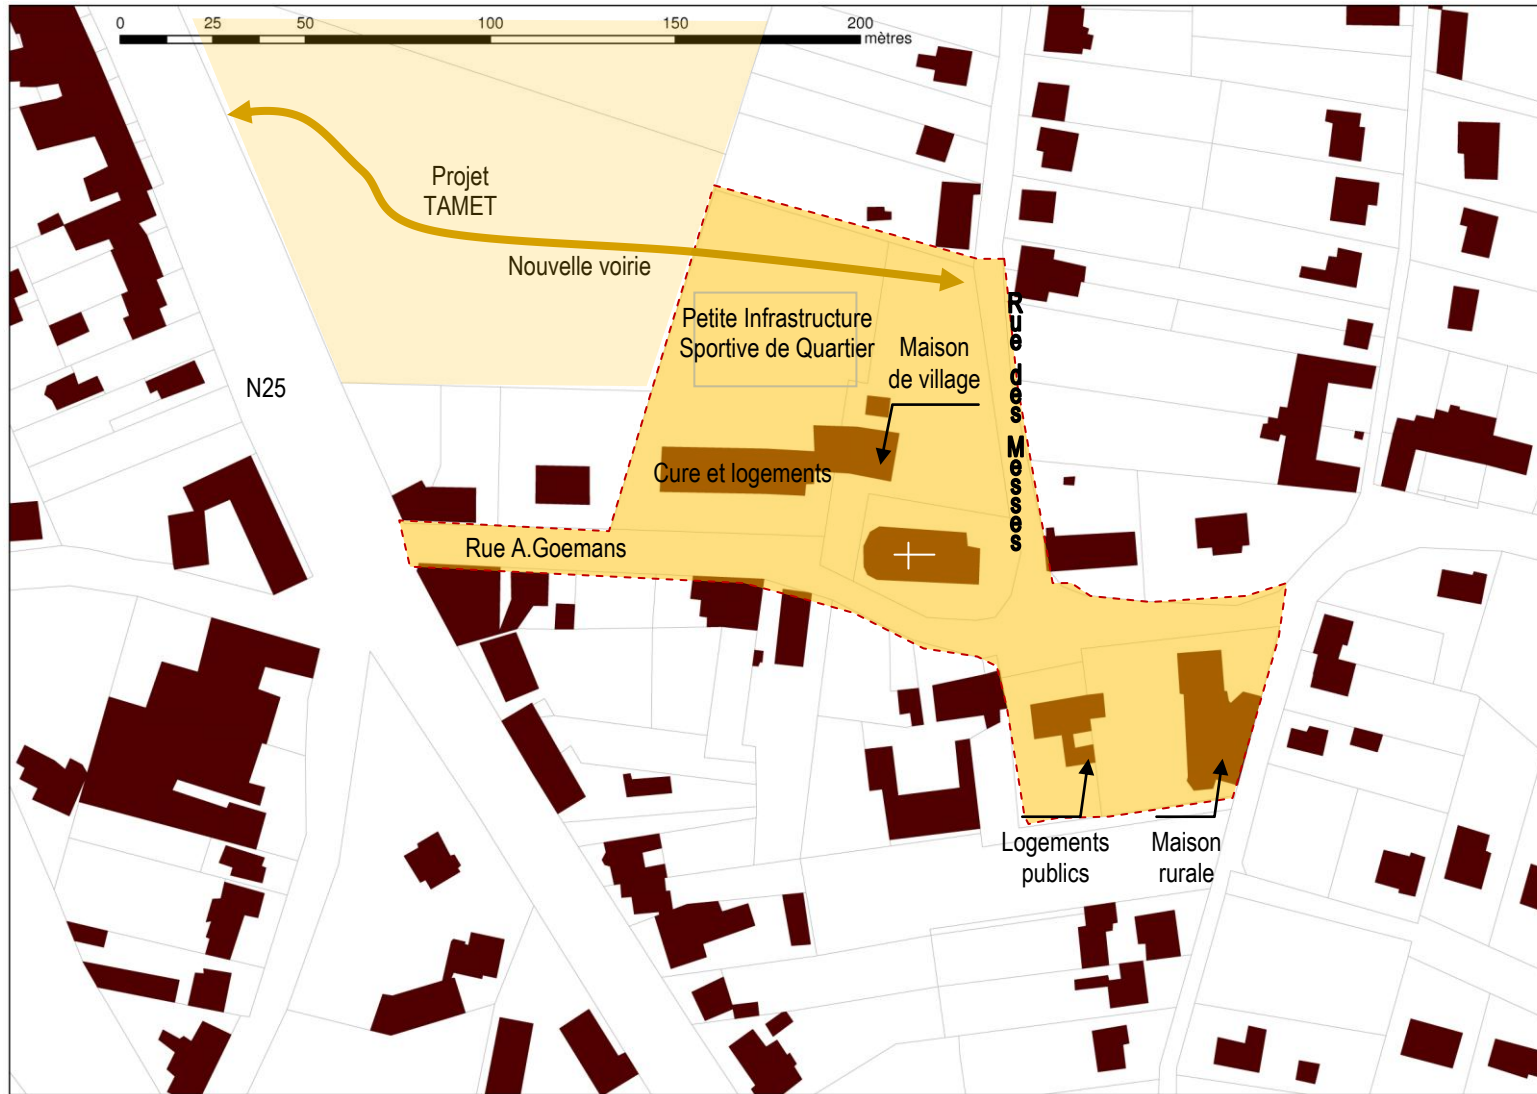 0 25 50 100 150 200
mètres
Projet
TAMET
Nouvelle voirie
Petite Infrastructure
Sportive de Quartier
Maison
de village
Rue des Messes
N25
Cure et logements
Rue A.Goemans
Logements
publics
Maison
rurale